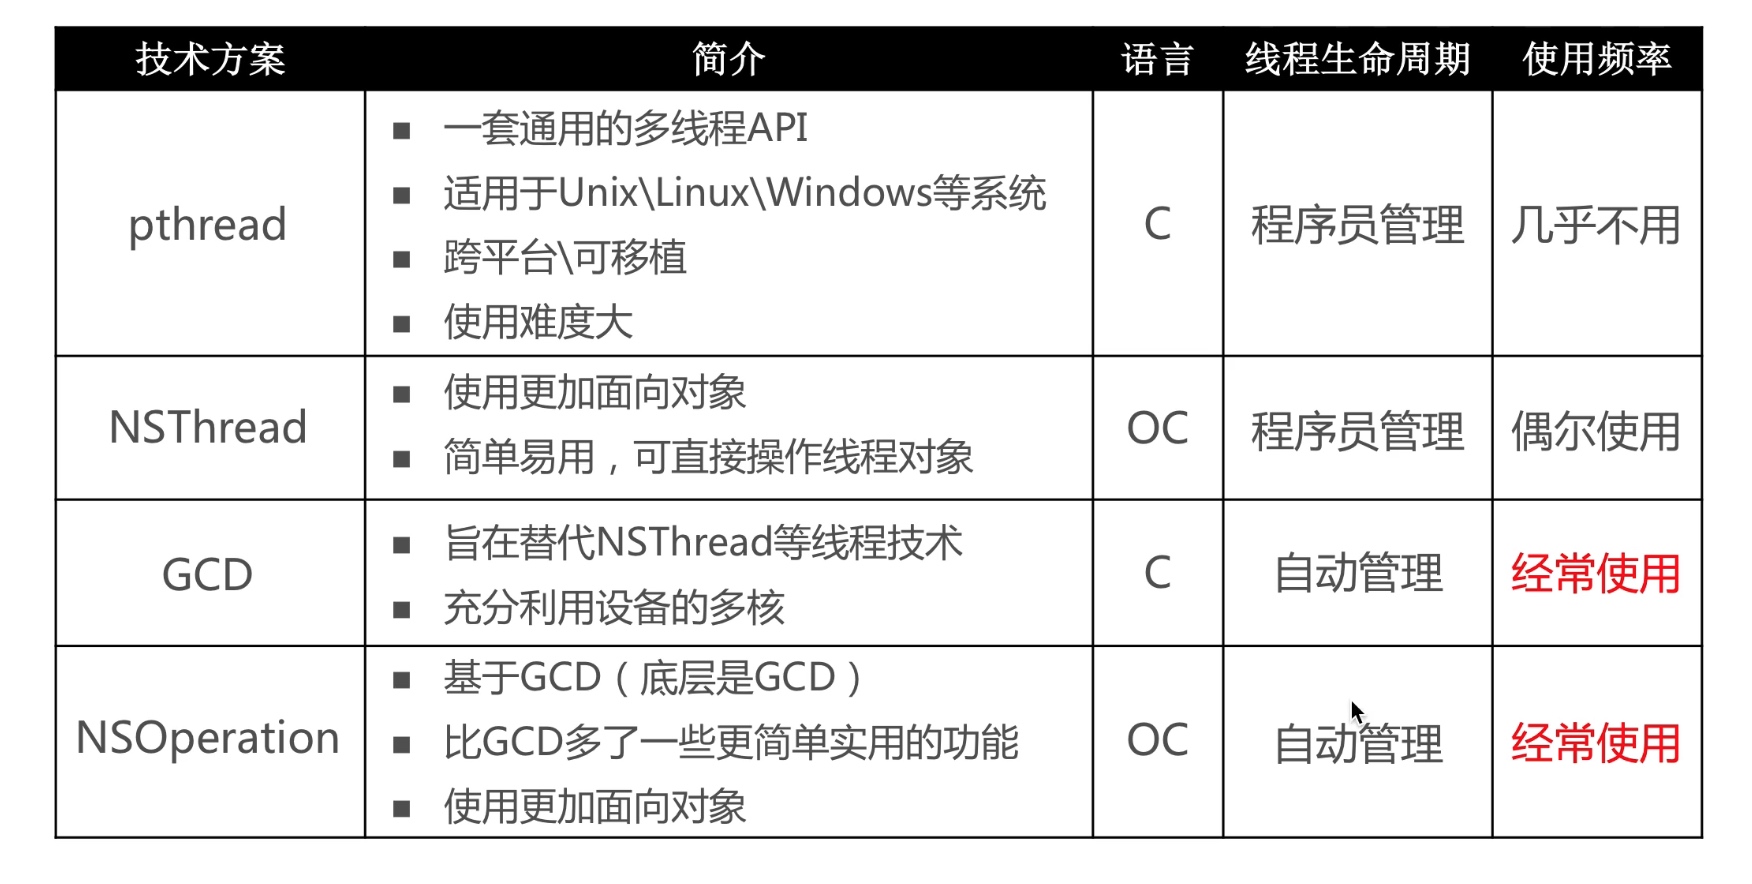 技术方案 简介 语言 线程生命周期 使用频率
pthread
■ 一套通用的多线程API
■ 适用于Unix\Linux\Windows等系统
■ 跨平台\可移植
■ 使用难度大
C
程序员管理
几乎不用
NSThread
■ 使用更加面向对象
■ 简单易用，可直接操作线程对象
OC
程序员管理
偶尔使用
GCD
■ 旨在替代NSThread等线程技术
■ 充分利用设备的多核
C
自动管理
经常使用
NSOperation
■ 基于GCD（底层是GCD）
■ 比GCD多了一些更简单实用的功能
■ 使用更加面向对象
OC
自动管理
经常使用